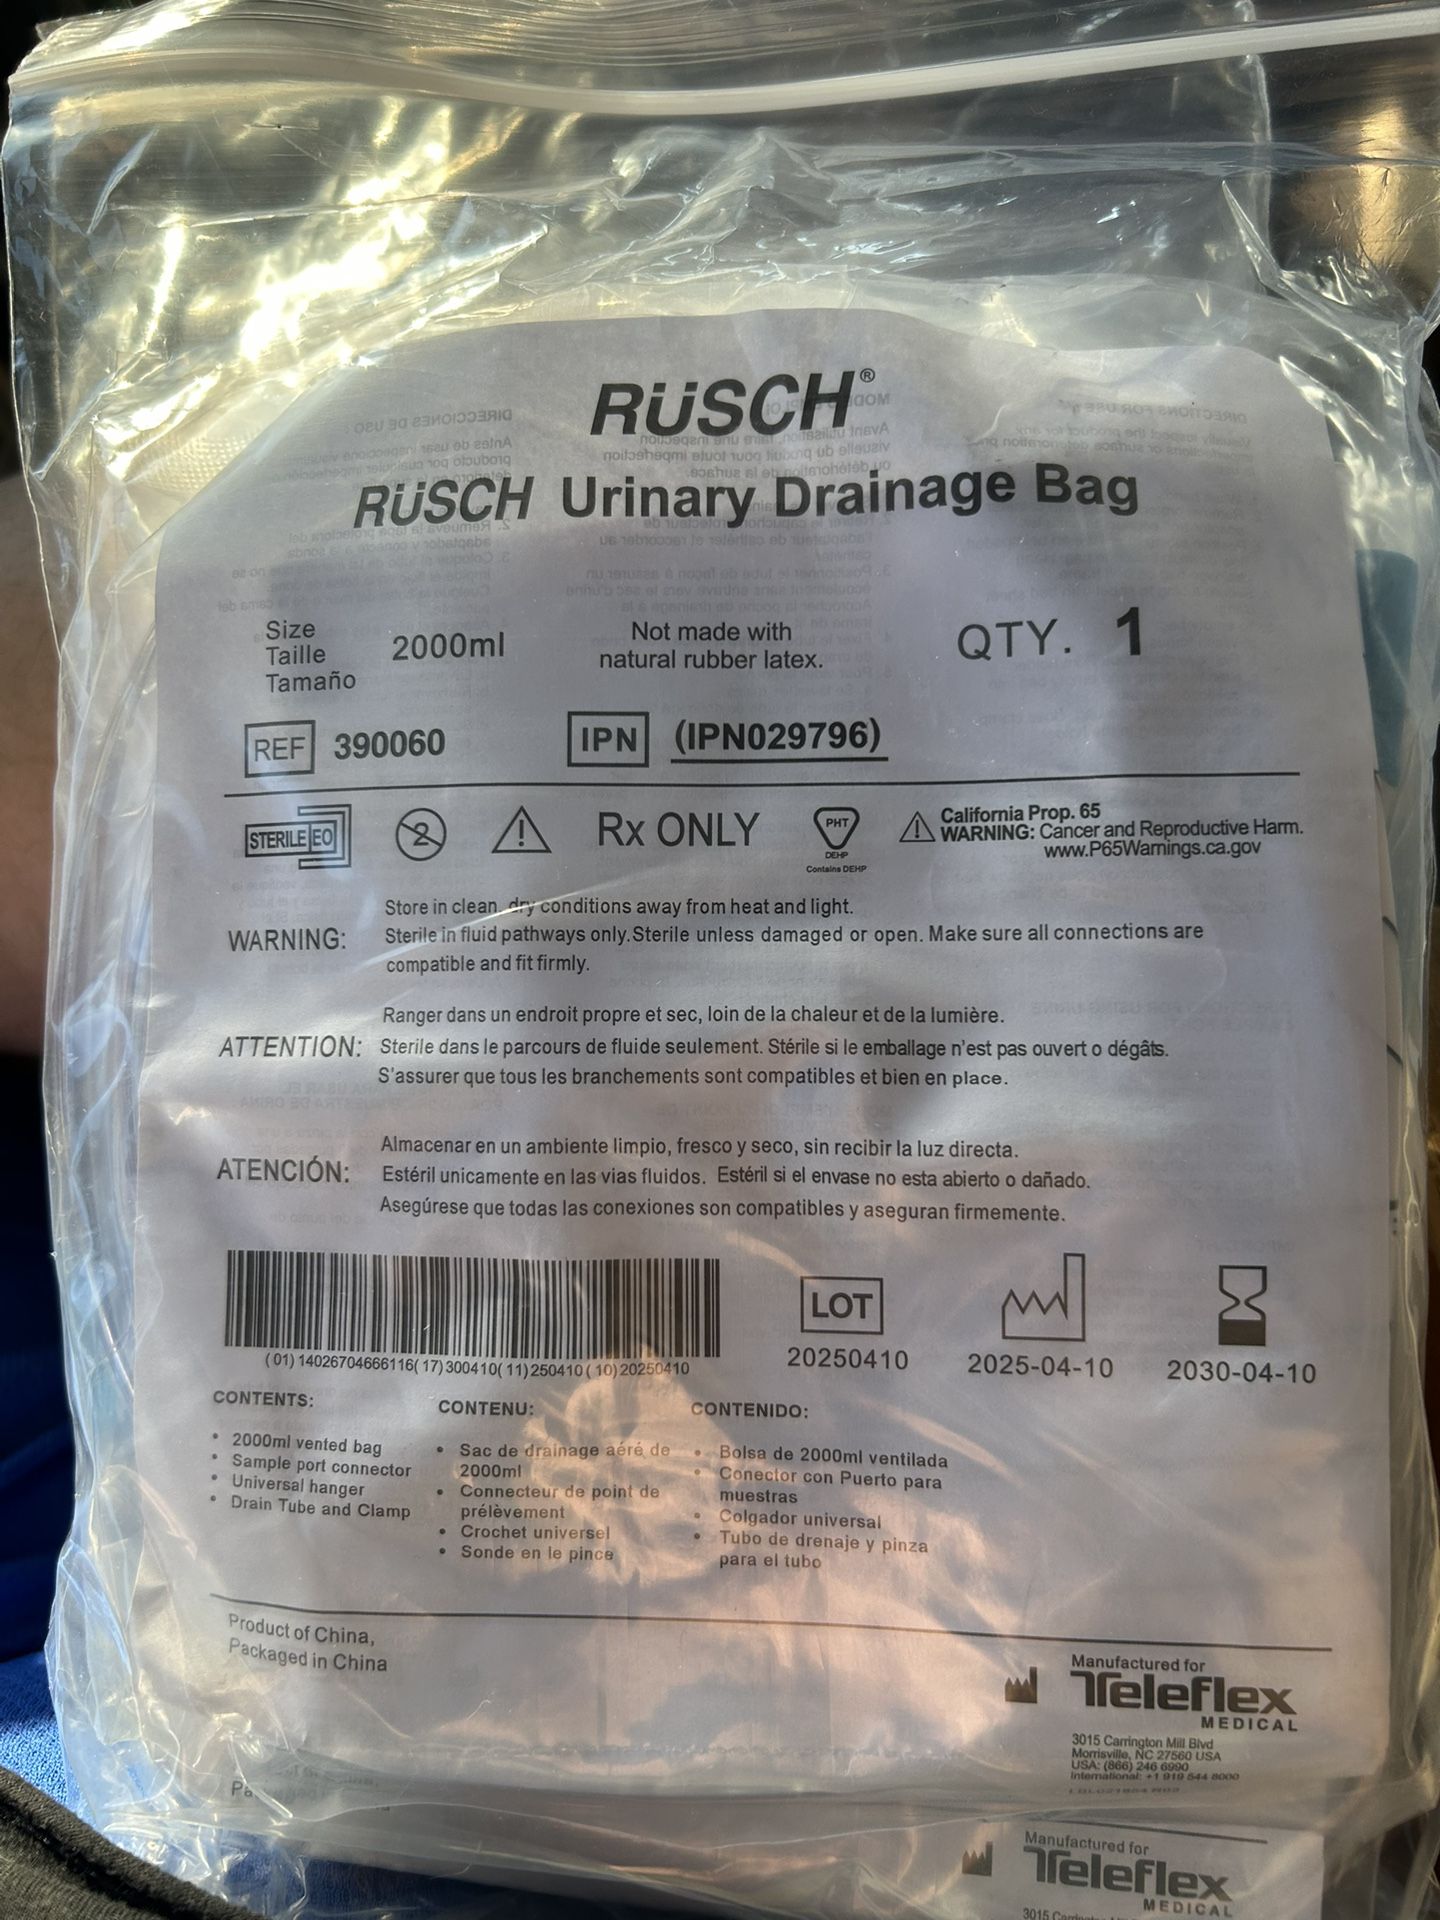 RÜSCH®
RÜSCH Urinary Drainage Bag
Size
Taille
Tamaño
2000ml
Not made with
natural rubber latex.
QTY. 1
REF 390060
IPN (IPN029796)
STERILE EO
2
Rx ONLY
PHT
DEHP
Contains DEHP
California Prop. 65
WARNING: Cancer and Reproductive Harm.
www.P65Warnings.ca.gov
WARNING:
Store in clean, dry conditions away from heat and light.
Sterile in fluid pathways only. Sterile unless damaged or open. Make sure all connections are
compatible and fit firmly.
ATTENTION:
Ranger dans un endroit propre et sec, loin de la chaleur et de la lumière.
Sterile dans le parcours de fluide seulement. Stérile si le emballage n'est pas ouvert o dégâts.
S'assurer que tous les branchements sont compatibles et bien en place.
ATENCIÓN:
Almacenar en un ambiente limpio, fresco y seco, sin recibir la luz directa.
Estéril unicamente en las vias fluidos. Estéril si el envase no esta abierto o dañado.
Asegúrese que todas las conexiones son compatibles y aseguran firmemente.
(01)14026704666116(17)300410(11)250410(10)20250410
LOT
20250410
2025-04-10
2030-04-10
CONTENTS:
• 2000ml vented bag
• Sample port connector
• Universal hanger
• Drain Tube and Clamp
CONTENU:
• Sac de drainage aéré de
2000ml
• Connecteur de point de
prélèvement
• Crochet universel
• Sonde en le pince
CONTENIDO:
• Bolsa de 2000ml ventilada
• Conector con Puerto para
muestras
• Colgador universal
• Tubo de drenaje y pinza
para el tubo
Product of China,
Packaged in China
Manufactured for
Teleflex
MEDICAL
3015 Carrington Mill Blvd
Morrisville, NC 27560 USA
USA: (866) 246 6990
International: +1 919 544 8000
Manufactured for
Teleflex
MEDICAL